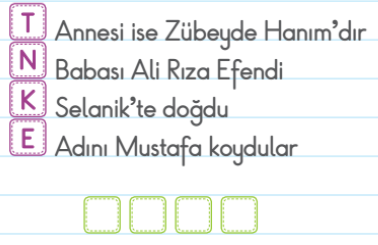 T Annesi ise Zübeyde Hanım’dır
N Babası Ali Rıza Efendi
K Selanik’te doğdu
E Adını Mustafa koydular